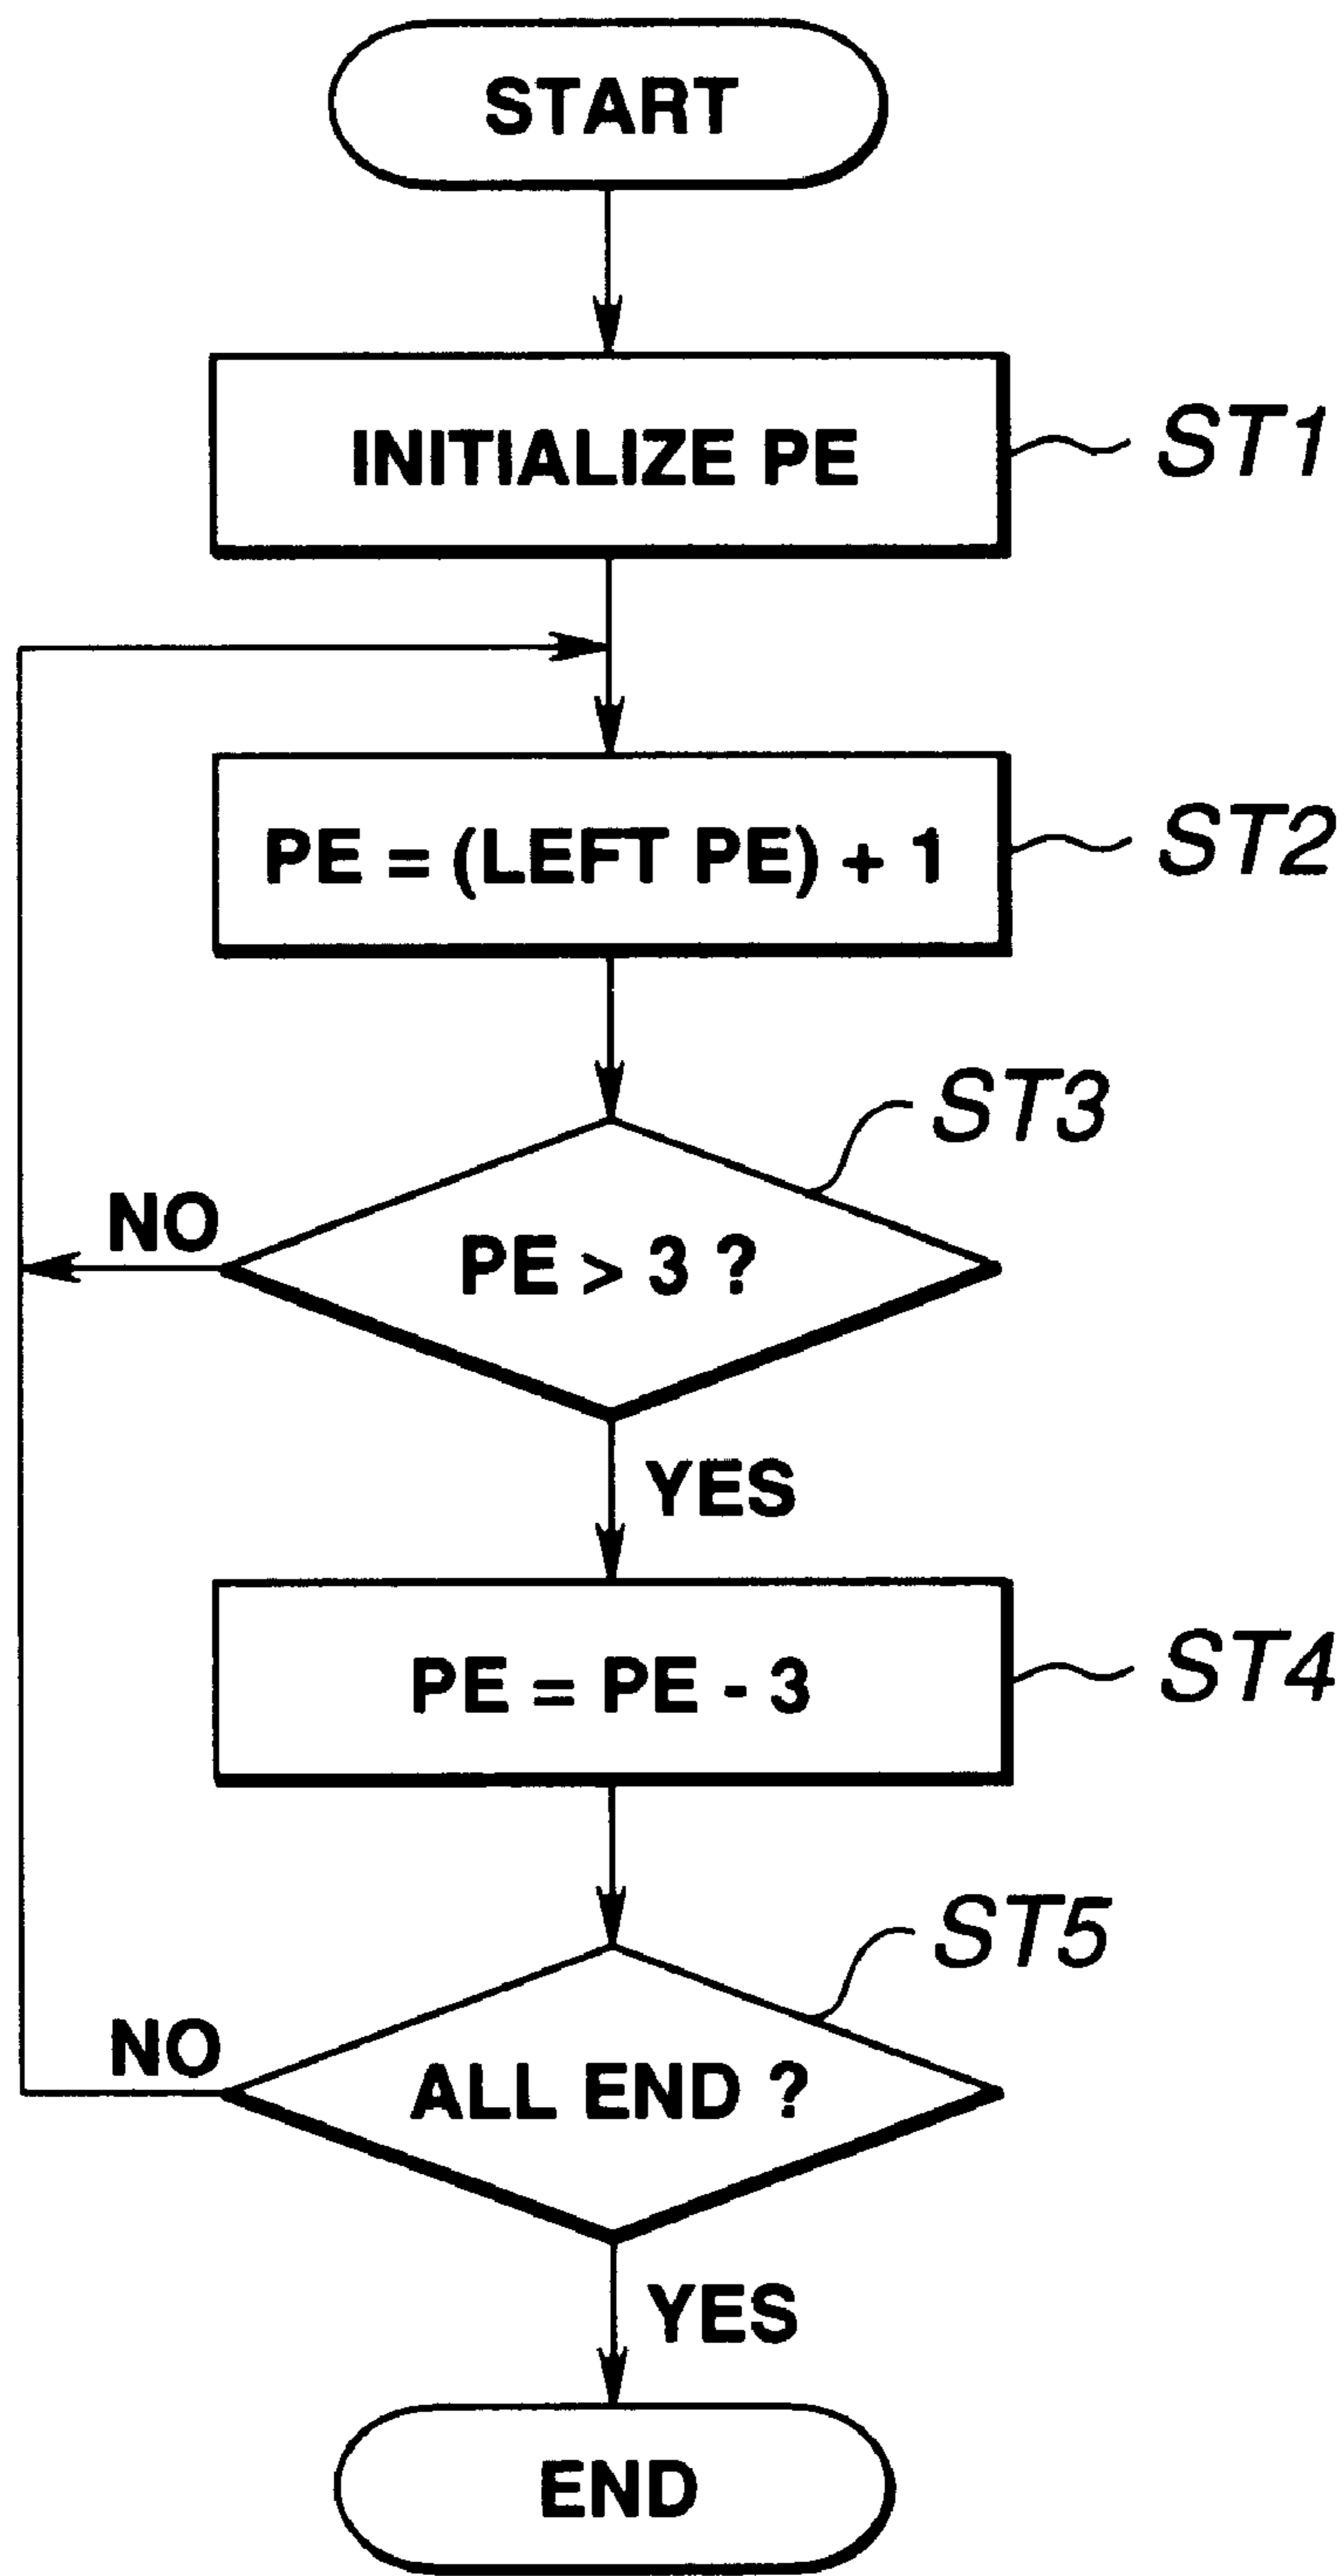 START
INITIALIZE PE
ST1
PE = (LEFT PE) + 1
ST2
ST3
NO
PE > 3 ?
YES
PE = PE - 3
ST4
ST5
NO
ALL END ?
YES
END